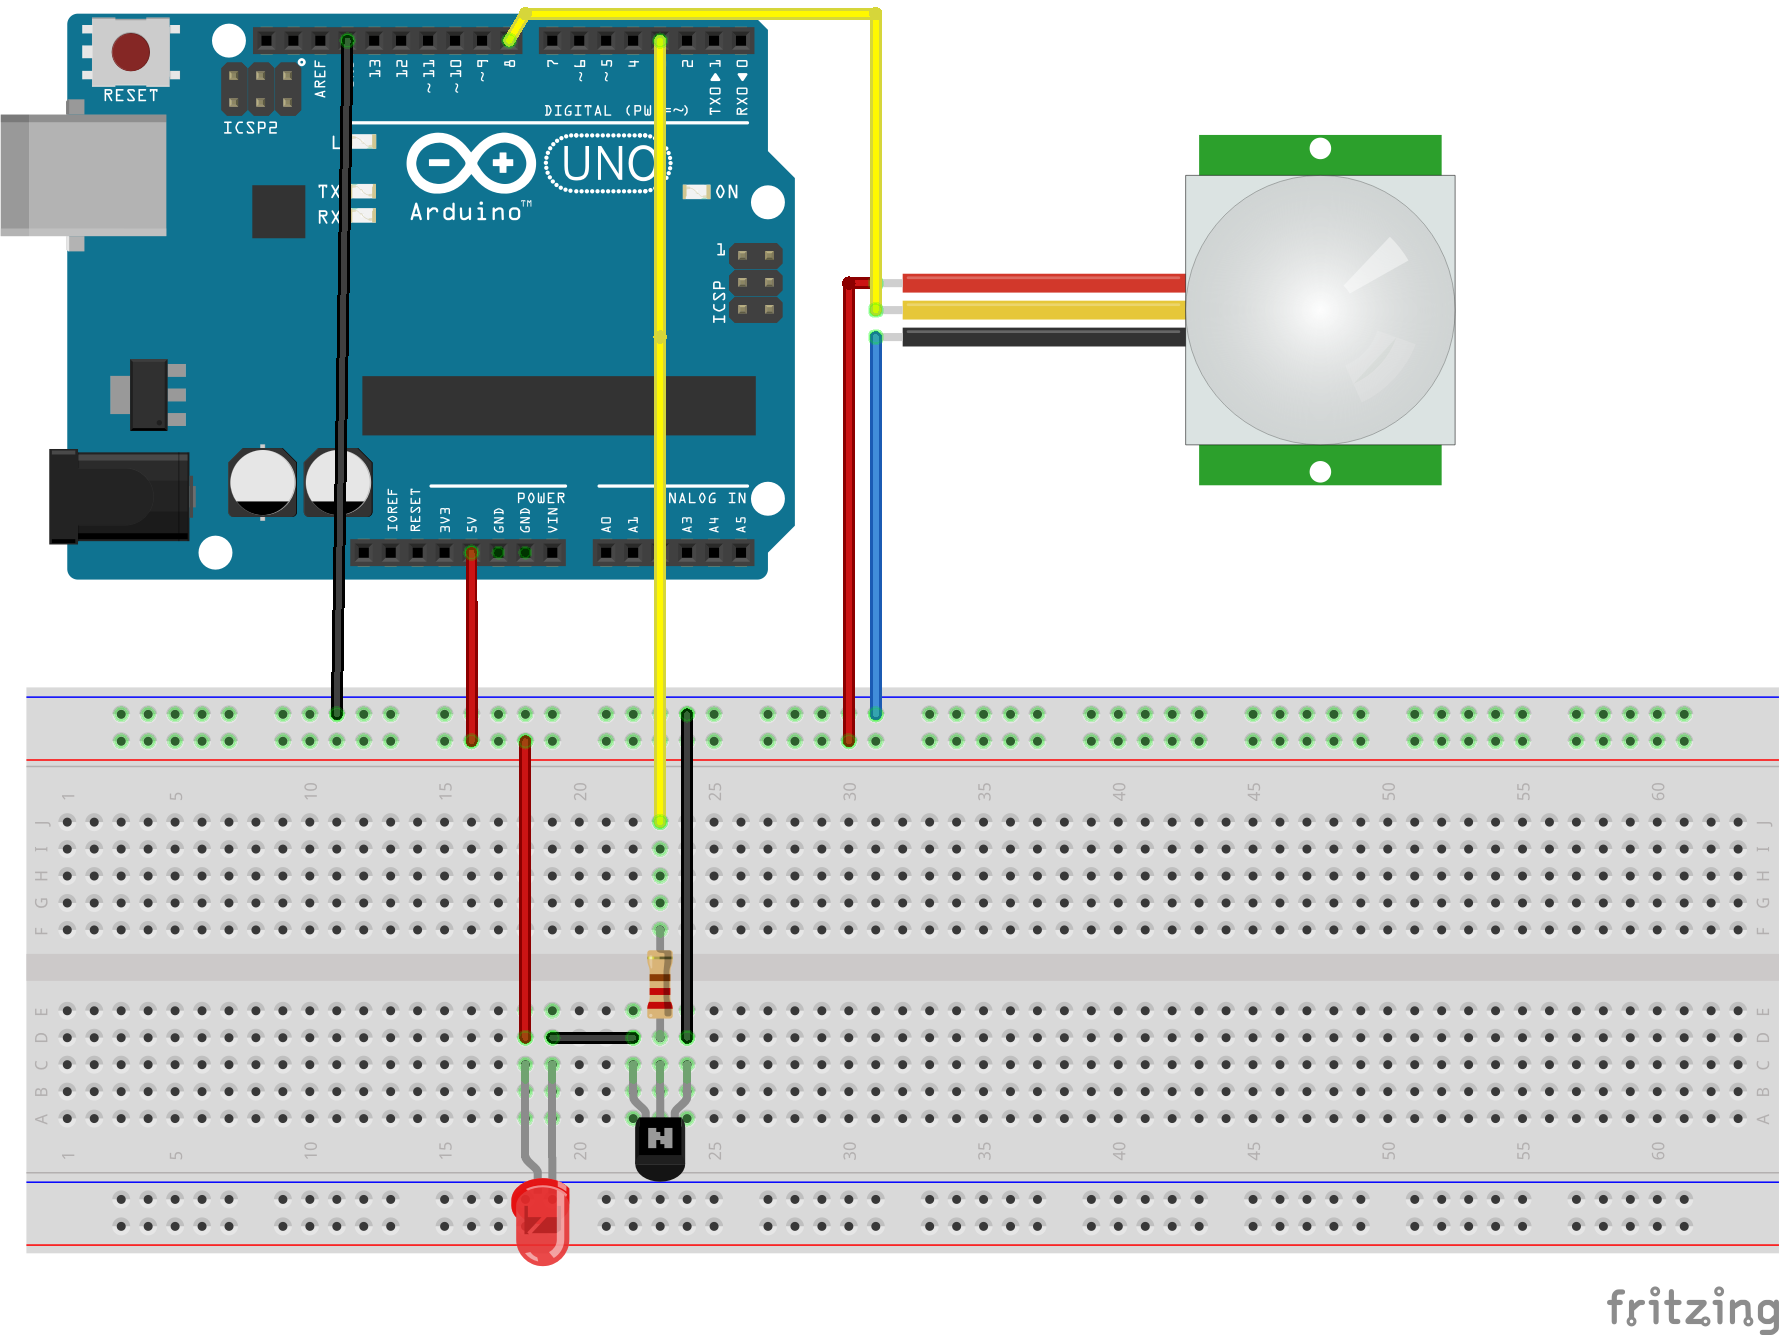 RESET
ICSP2
AREF
13
12
~11
~10
~9
8
7
~6
~5
4
2
TX0▶1
RX0◀0
DIGITAL (PW =~)
L
TX
RX
UNO
ON
Arduino™
1
ICSP
IOREF
RESET
3V3
5V
GND
GND
VIN
POWER
NALOG IN
A0
A1
A3
A4
A5
1 5 10 15 20 25 30 35 40 45 50 55 60
J J
I I
H H
G G
F F
E E
D D
C C
B B
A A
1 5 10 15 20 25 30 35 40 45 50 55 60
N
fritzing